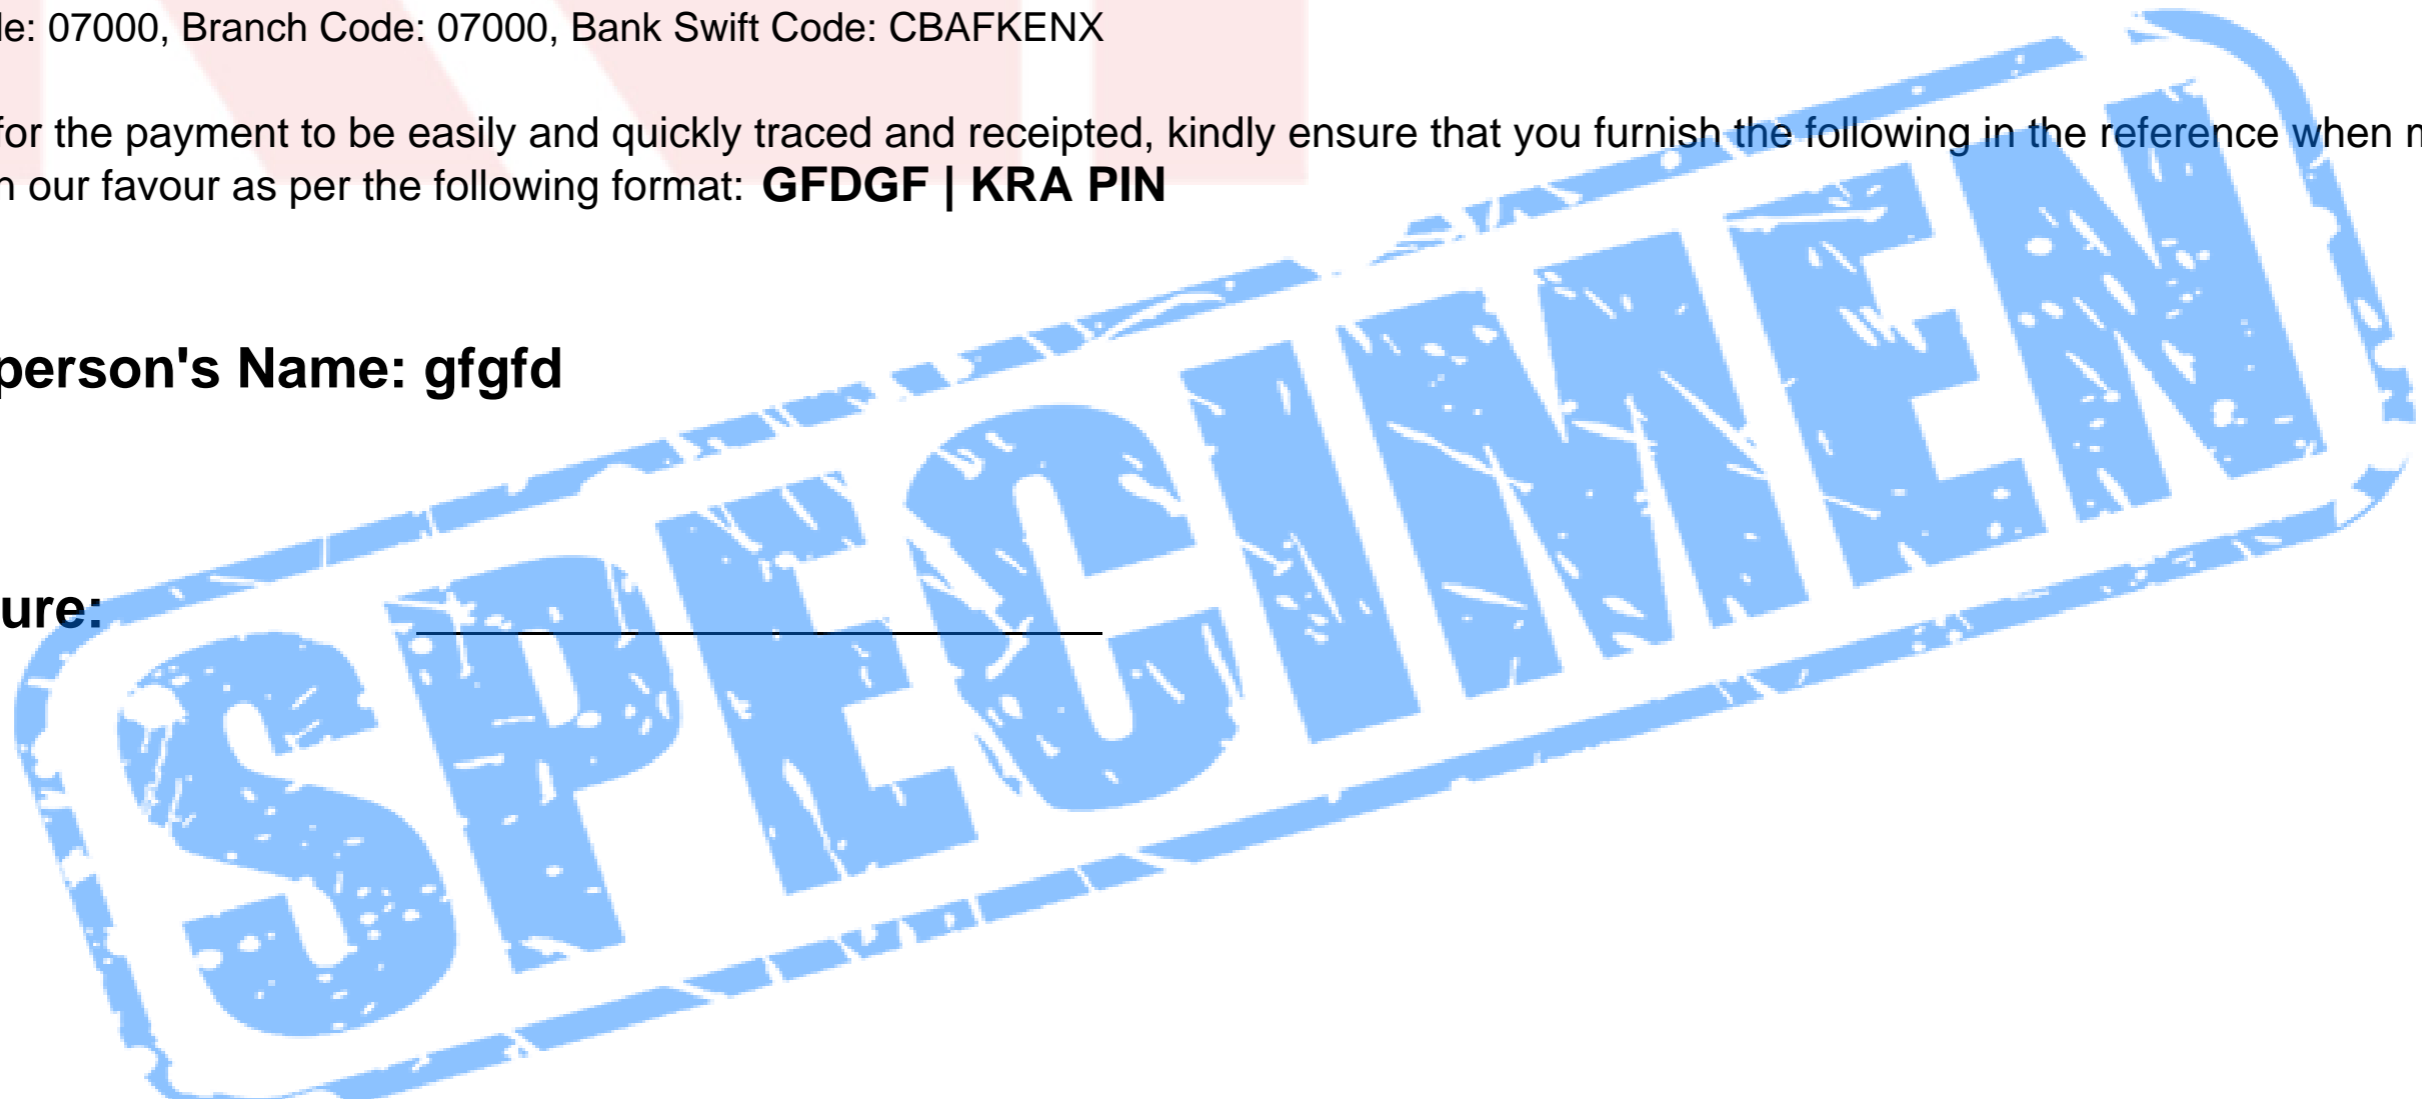 le: 07000, Branch Code: 07000, Bank Swift Code: CBAFKENX
for the payment to be easily and quickly traced and receipted, kindly ensure that you furnish the following in the reference when m
n our favour as per the following format: GFDGF | KRA PIN
person's Name: gfgfd
ure:
SPECIMEN